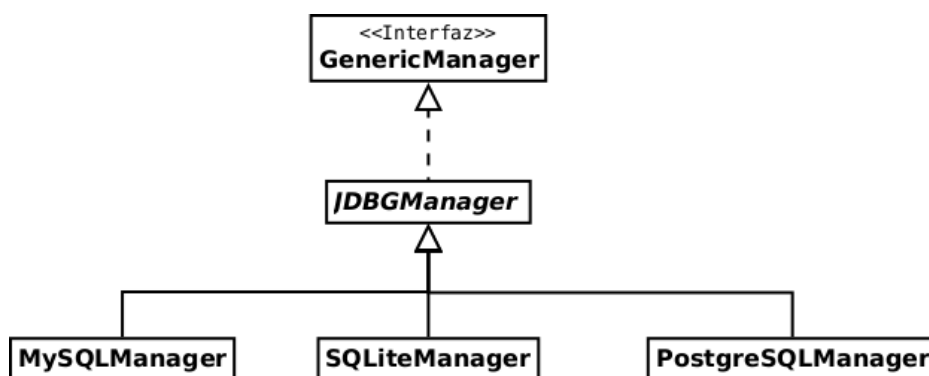 <<Interfaz>>
GenericManager
JDBGManager
MySQLManager
SQLiteManager
PostgreSQLManager